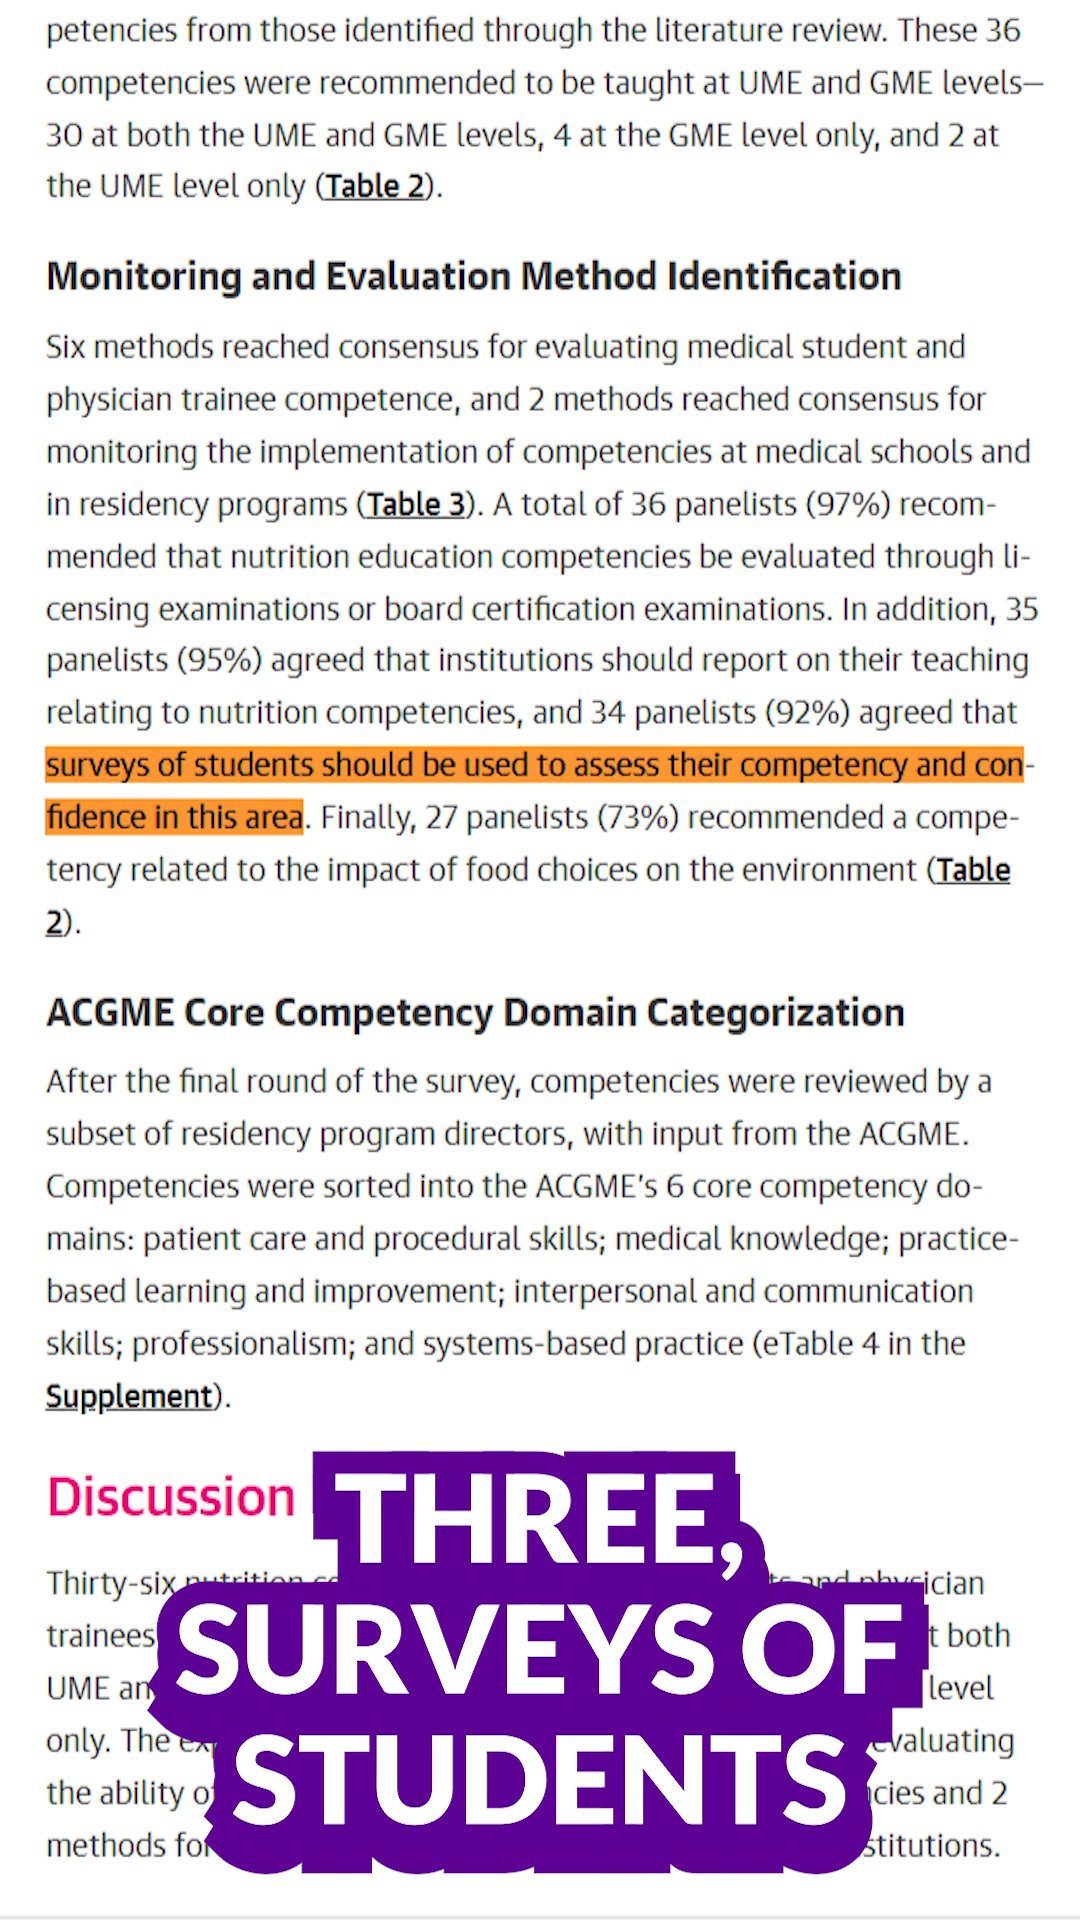 petencies from those identified through the literature review. These 36
competencies were recommended to be taught at UME and GME levels—
30 at both the UME and GME levels, 4 at the GME level only, and 2 at
the UME level only (Table 2).
Monitoring and Evaluation Method Identification
Six methods reached consensus for evaluating medical student and
physician trainee competence, and 2 methods reached consensus for
monitoring the implementation of competencies at medical schools and
in residency programs (Table 3). A total of 36 panelists (97%) recom-
mended that nutrition education competencies be evaluated through li-
censing examinations or board certification examinations. In addition, 35
panelists (95%) agreed that institutions should report on their teaching
relating to nutrition competencies, and 34 panelists (92%) agreed that
surveys of students should be used to assess their competency and con-
fidence in this area. Finally, 27 panelists (73%) recommended a compe-
tency related to the impact of food choices on the environment (Table
2).
ACGME Core Competency Domain Categorization
After the final round of the survey, competencies were reviewed by a
subset of residency program directors, with input from the ACGME.
Competencies were sorted into the ACGME's 6 core competency do-
mains: patient care and procedural skills; medical knowledge; practice-
based learning and improvement; interpersonal and communication
skills; professionalism; and systems-based practice (eTable 4 in the
Supplement).
Discussion
THREE,
SURVEYS OF
STUDENTS
Thirty-six nutrition and physician
trainees both
UME level
only. The evaluating
the ability and 2
methods